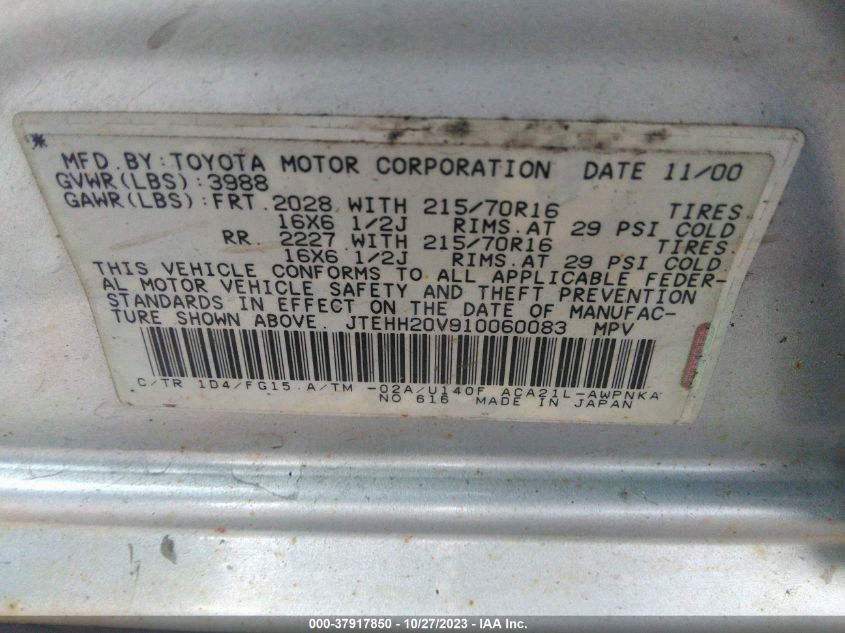 *
MFD.BY:TOYOTA MOTOR CORPORATION DATE 11/00
GVWR(LBS):3988
GAWR(LBS):FRT.2028 WITH 215/70R16 TIRES
16X6 1/2J RIMS.AT 29 PSI COLD
RR. 2227 WITH 215/70R16 TIRES.
16X6 1/2J RIMS.AT 29 PSI COLD.
THIS VEHICLE CONFORMS TO ALL APPLICABLE FEDER-
AL MOTOR VEHICLE SAFETY AND THEFT PREVENTION
STANDARDS IN EFFECT ON THE DATE OF MANUFAC-
TURE SHOWN ABOVE. JTEHH20V910060083 MPV
C/TR 1D4/FG15 A/TM -02A/U140F ACA21L-AWPNKA
NO 616 MADE IN JAPAN
000-37917850 - 10/27/2023 - IAA Inc.